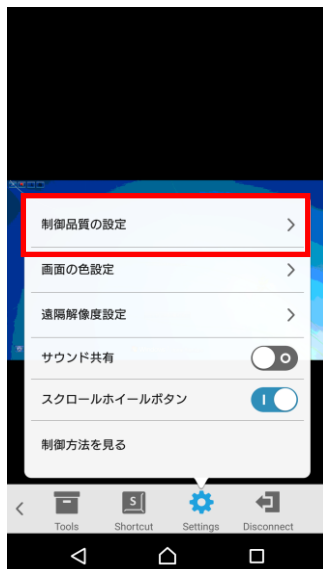 制御品質の設定
画面の色設定
遠隔解像度設定
サウンド共有
スクロールホイールボタン
制御方法を見る
Tools Shortcut Settings Disconnect